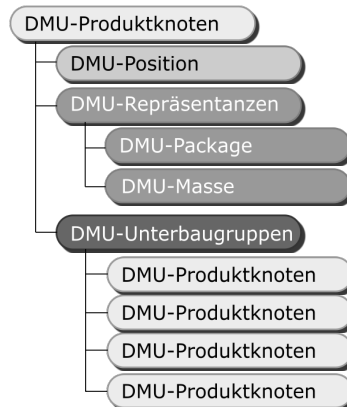 DMU-Produktknoten
DMU-Position
DMU-Repräsentanzen
DMU-Package
DMU-Masse
DMU-Unterbaugruppen
DMU-Produktknoten
DMU-Produktknoten
DMU-Produktknoten
DMU-Produktknoten